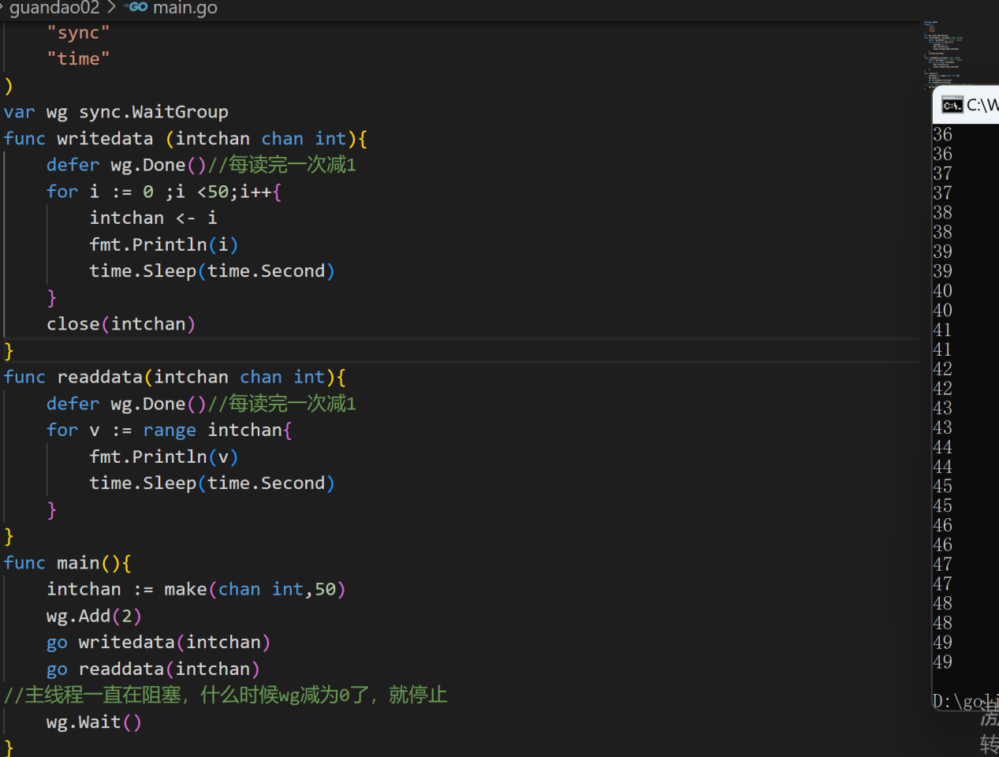 guandao02 > GO main.go
"sync"
"time"
)
var wg sync.WaitGroup
func writedata (intchan chan int){
defer wg.Done()//每读完一次减1
for i := 0 ;i <50;i++{
intchan <- i
fmt.Println(i)
time.Sleep(time.Second)
}
close(intchan)
}
func readdata(intchan chan int){
defer wg.Done()//每读完一次减1
for v := range intchan{
fmt.Println(v)
time.Sleep(time.Second)
}
}
func main(){
intchan := make(chan int,50)
wg.Add(2)
go writedata(intchan)
go readdata(intchan)
//主线程一直在阻塞，什么时候wg减为0了，就停止
wg.Wait()
}
C:\W
36
36
37
37
38
38
39
39
40
40
41
41
42
42
43
43
44
44
45
45
46
46
47
47
48
48
49
49
D:\goli
激
转